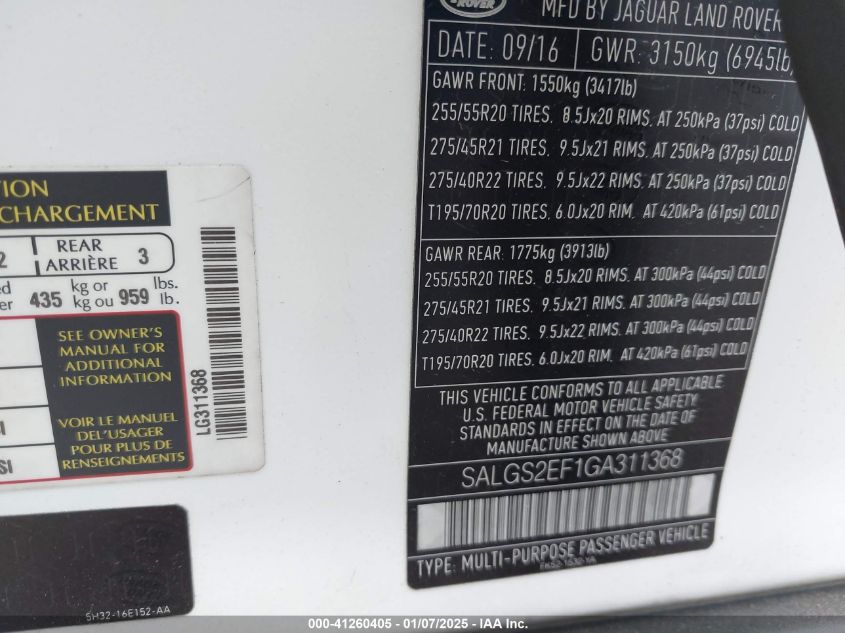 ROVER
MFD BY JAGUAR LAND ROVER
DATE: 09/16 GWR: 3150kg (6945lb)
GAWR FRONT: 1550kg (3417lb)
255/55R20 TIRES. 8.5Jx20 RIMS. AT 250kPa (37psi) COLD
275/45R21 TIRES. 9.5Jx21 RIMS. AT 250kPa (37psi) COLD
275/40R22 TIRES. 9.5Jx22 RIMS. AT 250kPa (37psi) COLD
T195/70R20 TIRES. 6.0Jx20 RIM. AT 420kPa (61psi) COLD
GAWR REAR: 1775kg (3913lb)
255/55R20 TIRES. 8.5Jx20 RIMS. AT 300kPa (44psi) COLD
275/45R21 TIRES. 9.5Jx21 RIMS. AT 300kPa (44psi) COLD
275/40R22 TIRES. 9.5Jx22 RIMS. AT 300kPa (44psi) COLD
T195/70R20 TIRES. 6.0Jx20 RIM. AT 420kPa (61psi) COLD
THIS VEHICLE CONFORMS TO ALL APPLICABLE
U.S. FEDERAL MOTOR VEHICLE SAFETY
STANDARDS IN EFFECT ON THE DATE OF
MANUFACTURE SHOWN ABOVE
SALGS2EF1GA311368
TYPE: MULTI-PURPOSE PASSENGER VEHICLE
TION
CHARGEMENT
2 REAR
ARRIÈRE 3
ed 435 kg or 959 lbs.
er kg ou lb.
SEE OWNER'S
MANUAL FOR
ADDITIONAL
INFORMATION
VOIR LE MANUEL
DEL'USAGER
POUR PLUS DE
RENSEIGNEMENTS
SI
LG311368
5H32-16E152-AA
000-41260405 - 01/07/2025 - IAAI.COM